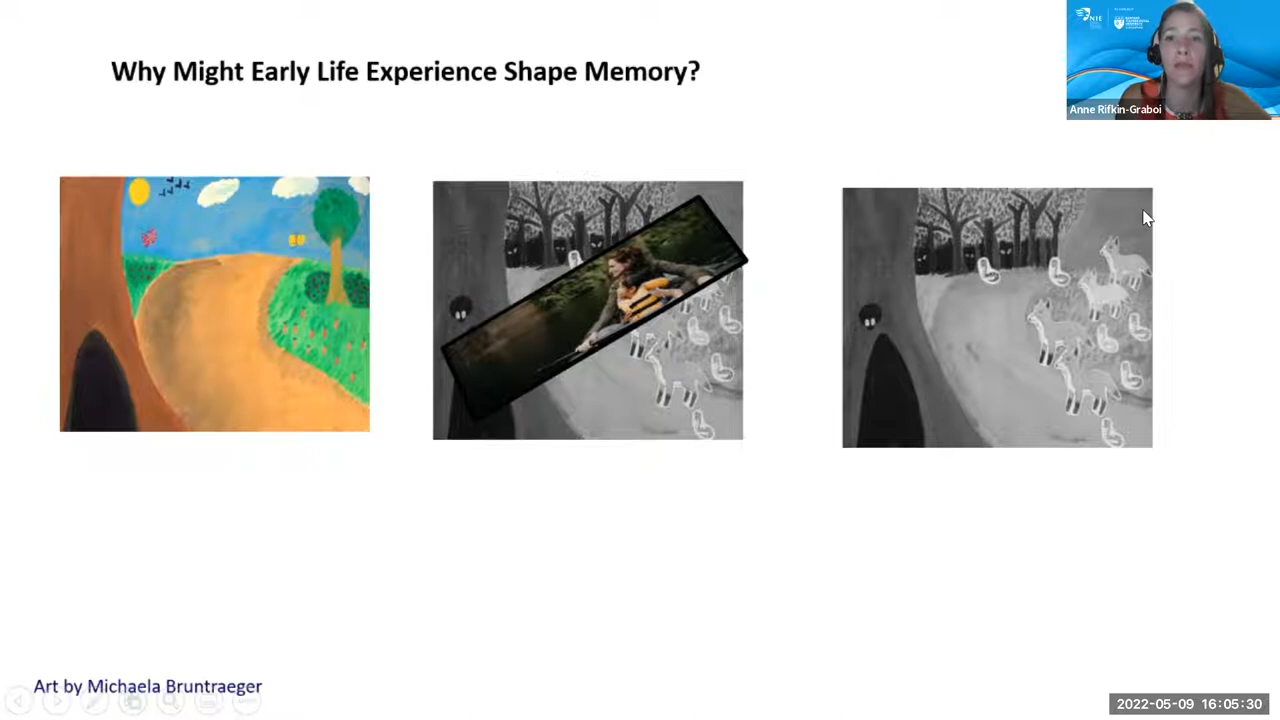 Why Might Early Life Experience Shape Memory?
NIE
Anne Rifkin-Graboi
Art by Michaela Bruntraeger
2022-05-09 16:05:30